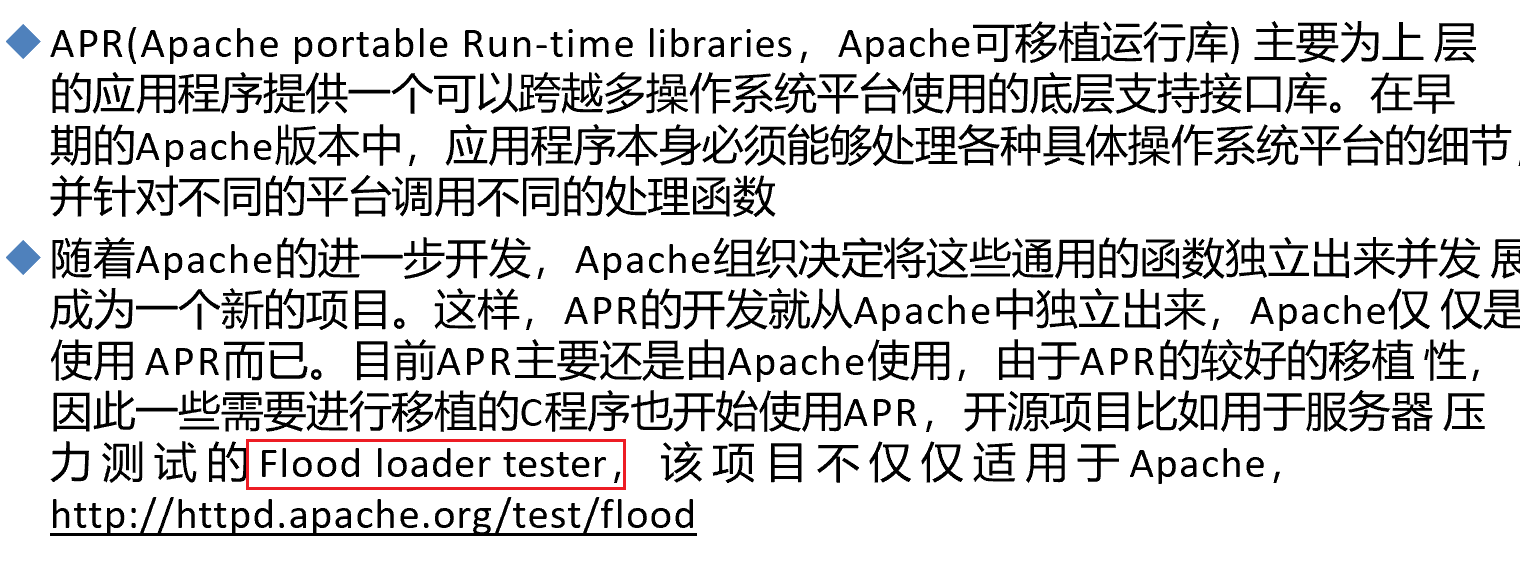 APR(Apache portable Run-time libraries，Apache可移植运行库) 主要为上 层
的应用程序提供一个可以跨越多操作系统平台使用的底层支持接口库。在早
期的Apache版本中，应用程序本身必须能够处理各种具体操作系统平台的细节，
并针对不同的平台调用不同的处理函数
随着Apache的进一步开发，Apache组织决定将这些通用的函数独立出来并发 展
成为一个新的项目。这样，APR的开发就从Apache中独立出来，Apache仅 仅是
使用 APR而已。目前APR主要还是由Apache使用，由于APR的较好的移植 性，
因此一些需要进行移植的C程序也开始使用APR，开源项目比如用于服务器 压
力 测 试 的 Flood loader tester， 该 项 目 不 仅 仅 适 用 于 Apache，
http://httpd.apache.org/test/flood